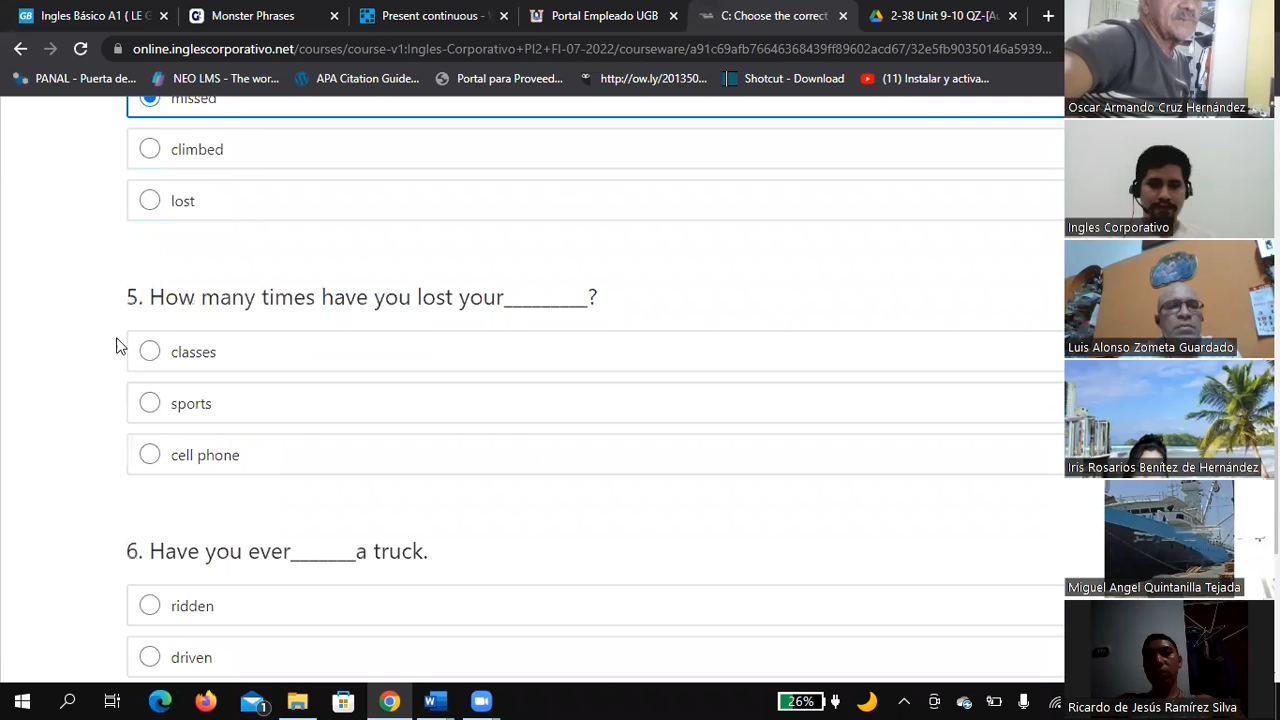 Ingles Básico A1 ( LE G
Monster Phrases
Present continuous - W
Portal Empleado UGB
C: Choose the correct
2-38 Unit 9-10 QZ-[Au
online.inglescorporativo.net/courses/course-v1:Ingles-Corporativo+PI2+FI-07-2022/courseware/a91c69afb76646368439ff89602acd67/32e5fb90350146a5939...
PANAL - Puerta de...
NEO LMS - The wor...
APA Citation Guide...
Portal para Proveed...
http://ow.ly/201350...
Shotcut - Download
(11) Instalar y activa...
missed
climbed
lost
5. How many times have you lost your_________?
classes
sports
cell phone
6. Have you ever_______a truck.
ridden
driven
Oscar Armando Cruz Hernández
Ingles Corporativo
Luis Alonso Zometa Guardado
Iris Rosarios Benítez de Hernández
Miguel Angel Quintanilla Tejada
Ricardo de Jesús Ramírez Silva
1
26%